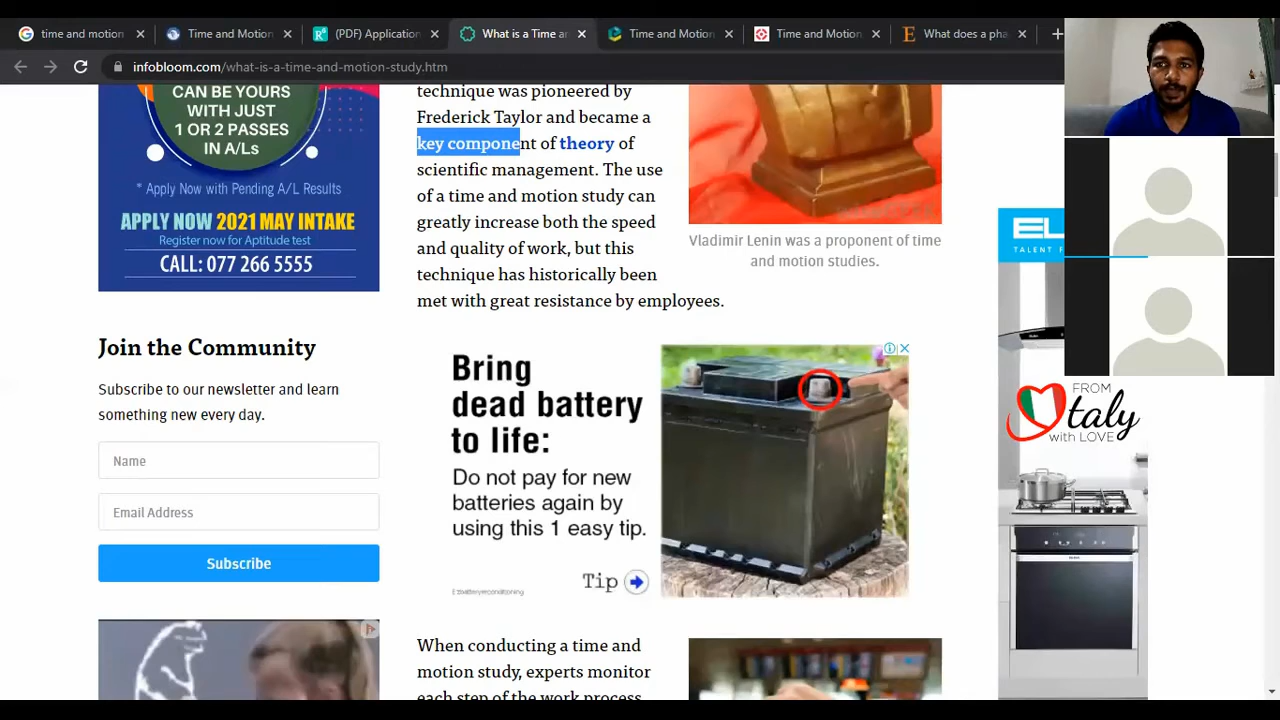 time and motion
Time and Motion
(PDF) Application
What is a Time ar
Time and Motion
Time and Motion
What does a pha
infobloom.com/what-is-a-time-and-motion-study.htm
CAN BE YOURS
WITH JUST
1 OR 2 PASSES
IN A/Ls
* Apply Now with Pending A/L Results
APPLY NOW 2021 MAY INTAKE
Register now for Aptitude test
CALL: 077 266 5555
Join the Community
Subscribe to our newsletter and learn
something new every day.
Name
Email Address
Subscribe
technique was pioneered by
Frederick Taylor and became a
key component of theory of
scientific management. The use
of a time and motion study can
greatly increase both the speed
and quality of work, but this
technique has historically been
met with great resistance by employees.
Vladimir Lenin was a proponent of time
and motion studies.
Bring
dead battery
to life:
Do not pay for new
batteries again by
using this 1 easy tip.
Tip
When conducting a time and
motion study, experts monitor
each step of the work process
EL
TALENT F
FROM
Italy
with LOVE